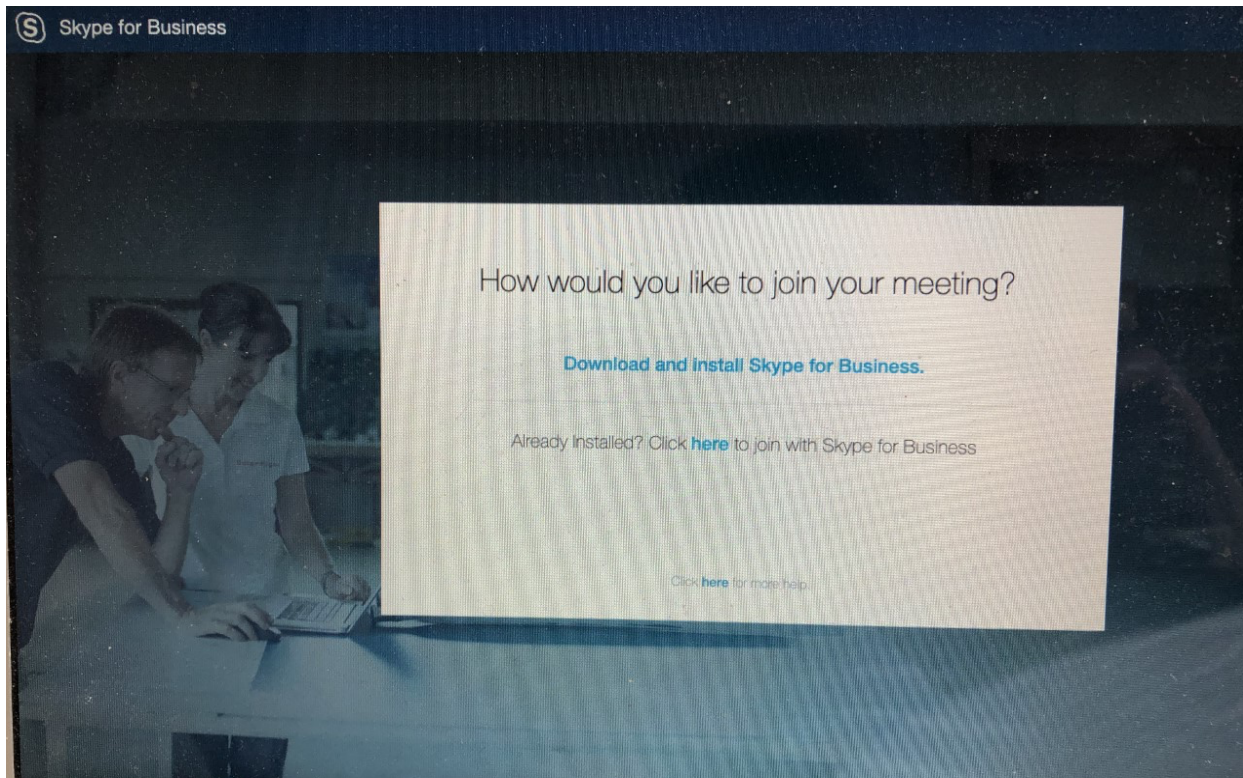 Skype for Business
How would you like to join your meeting?
Download and install Skype for Business.
Already Installed? Click here to join with Skype for Business
Click here for more help.